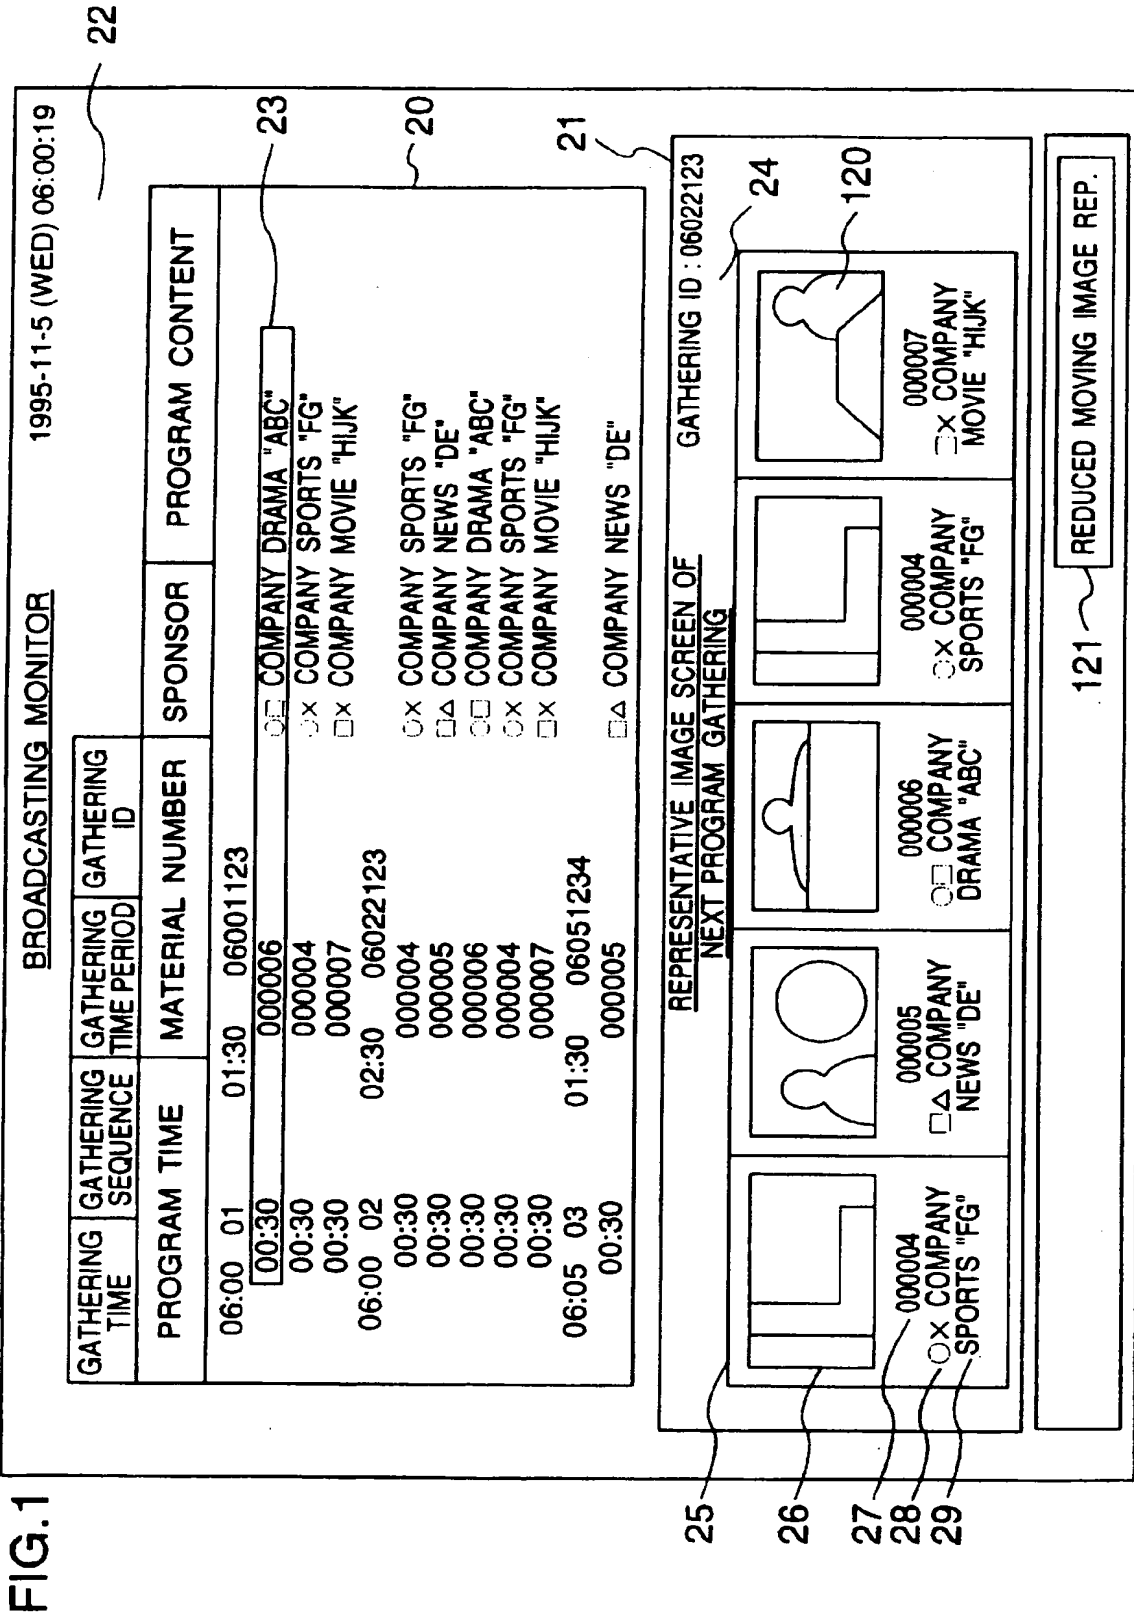 FIG.1
BROADCASTING MONITOR
1995-11-5 (WED) 06:00:19
22
GATHERING TIME
GATHERING SEQUENCE
GATHERING TIME PERIOD
GATHERING ID
PROGRAM TIME
MATERIAL NUMBER
SPONSOR
PROGRAM CONTENT
06:00 01 01:30 06001123
00:30 000006 ○□ COMPANY DRAMA "ABC"
23
00:30 000004 ○× COMPANY SPORTS "FG"
00:30 000007 □× COMPANY MOVIE "HIJK"
06:00 02 02:30 06022123
00:30 000004 ○× COMPANY SPORTS "FG"
20
00:30 000005 □△ COMPANY NEWS "DE"
00:30 000006 ○□ COMPANY DRAMA "ABC"
00:30 000004 ○× COMPANY SPORTS "FG"
00:30 000007 □× COMPANY MOVIE "HIJK"
06:05 03 01:30 06051234
00:30 000005 □△ COMPANY NEWS "DE"
21
REPRESENTATIVE IMAGE SCREEN OF
NEXT PROGRAM GATHERING
GATHERING ID : 06022123
24
25
26
120
27
28
29
000004
○× COMPANY
SPORTS "FG"
000005
□△ COMPANY
NEWS "DE"
000006
○□ COMPANY
DRAMA "ABC"
000004
○× COMPANY
SPORTS "FG"
000007
□× COMPANY
MOVIE "HIJK"
121
REDUCED MOVING IMAGE REP.